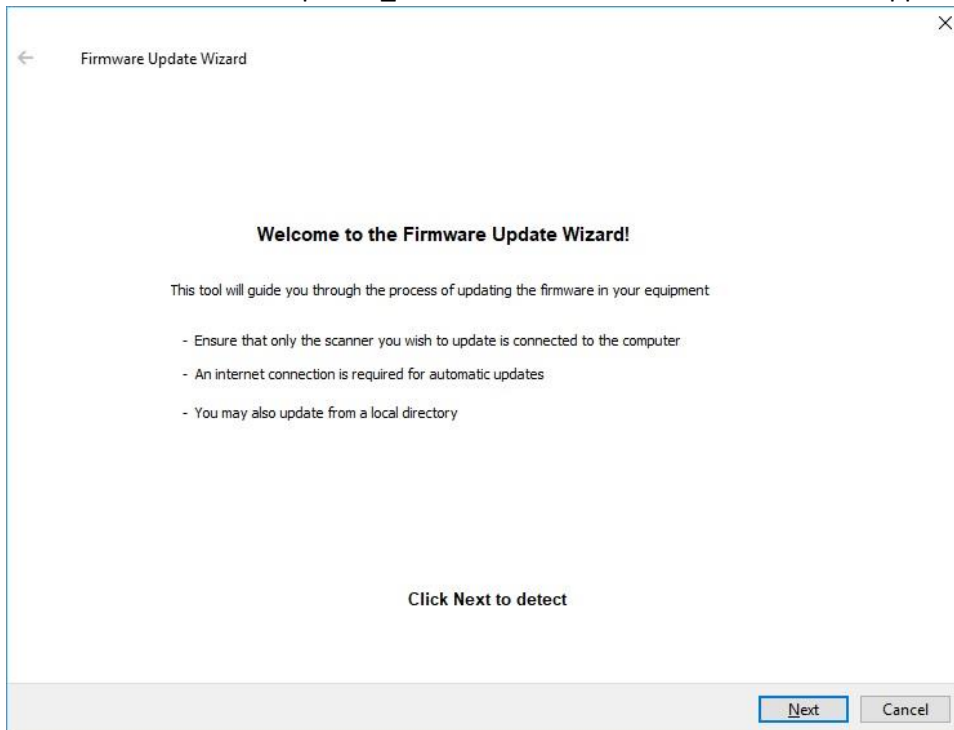 Firmware Update Wizard
Welcome to the Firmware Update Wizard!
This tool will guide you through the process of updating the firmware in your equipment
- Ensure that only the scanner you wish to update is connected to the computer
- An internet connection is required for automatic updates
- You may also update from a local directory
Click Next to detect
Next Cancel